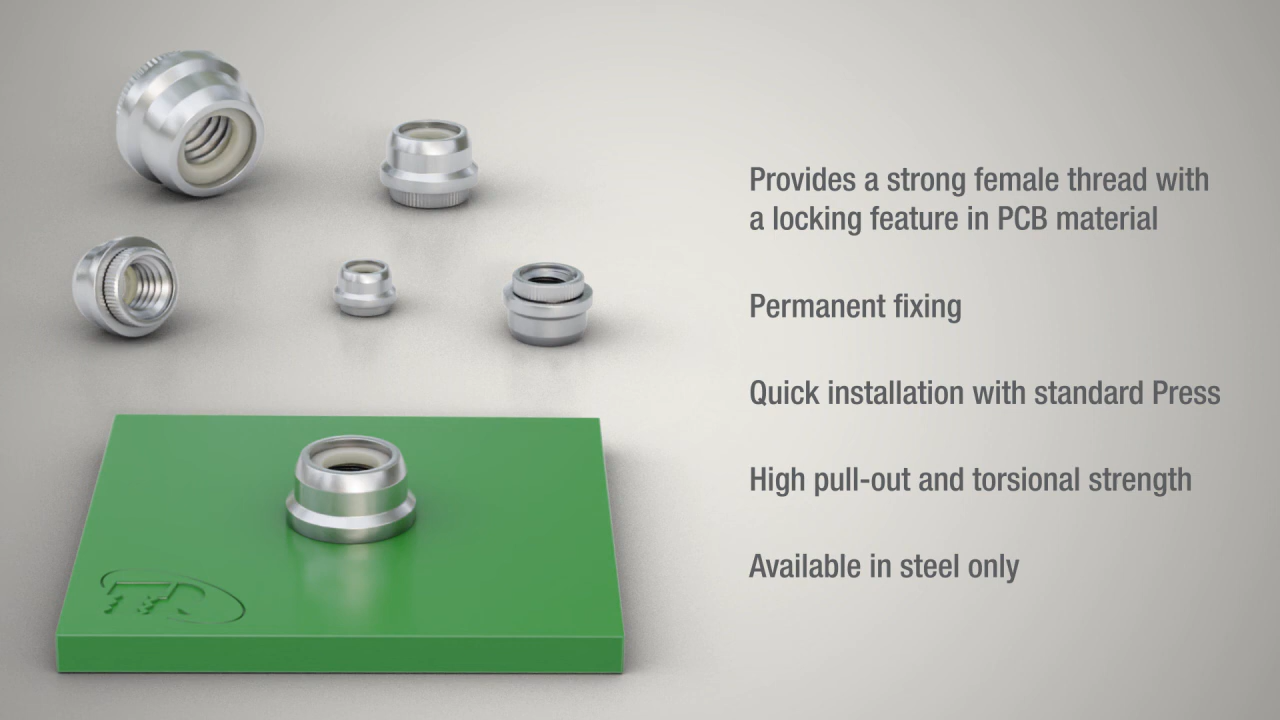 Provides a strong female thread with
a locking feature in PCB material
Permanent fixing
Quick installation with standard Press
High pull-out and torsional strength
Available in steel only